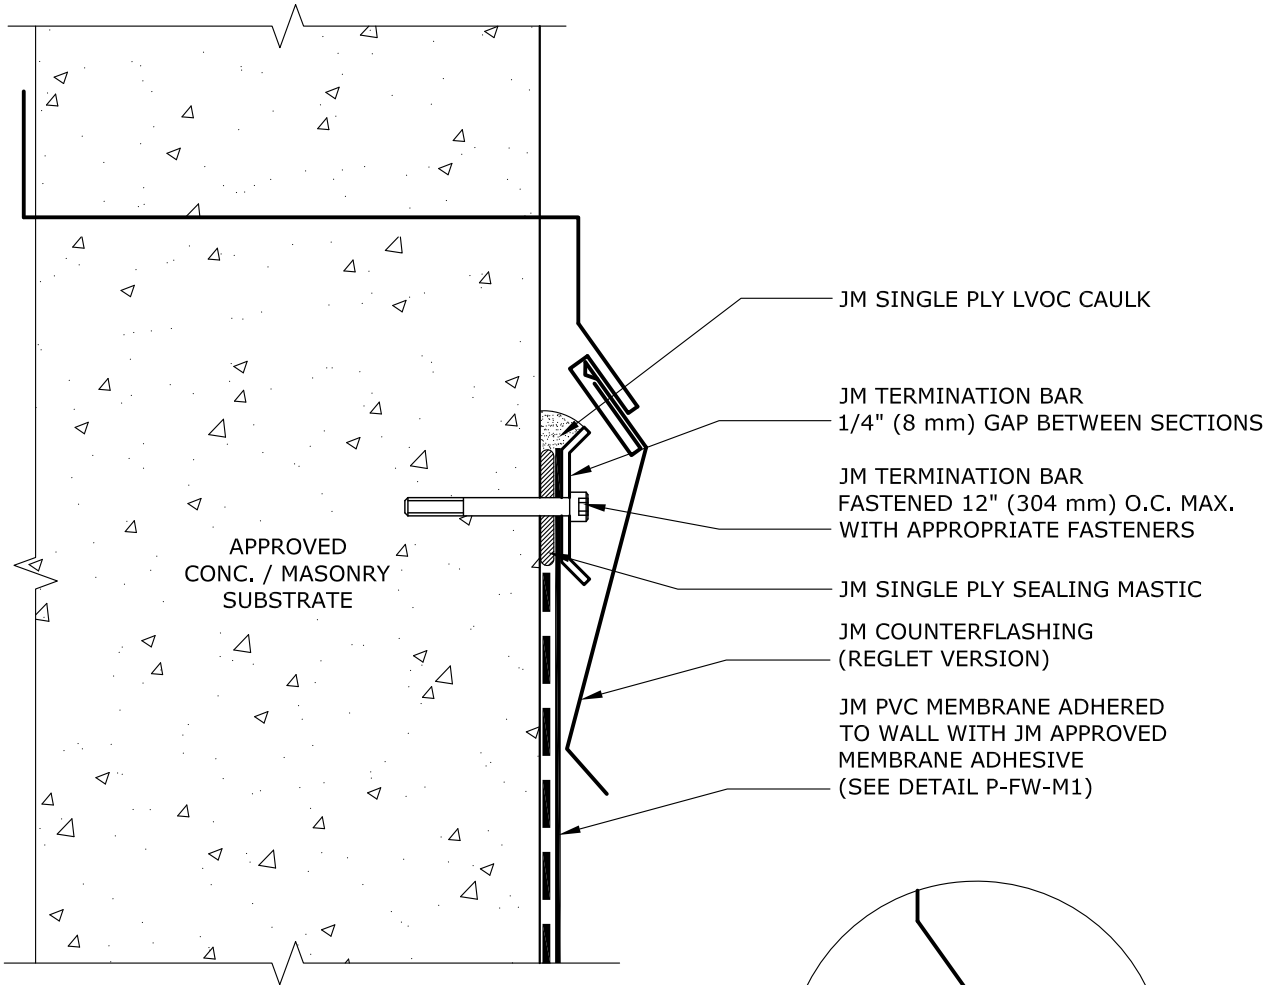 JM SINGLE PLY LVOC CAULK
JM TERMINATION BAR
1/4" (8 mm) GAP BETWEEN SECTIONS
JM TERMINATION BAR
FASTENED 12" (304 mm) O.C. MAX.
WITH APPROPRIATE FASTENERS
APPROVED
CONC. / MASONRY
SUBSTRATE
JM SINGLE PLY SEALING MASTIC
JM COUNTERFLASHING
(REGLET VERSION)
JM PVC MEMBRANE ADHERED
TO WALL WITH JM APPROVED
MEMBRANE ADHESIVE
(SEE DETAIL P-FW-M1)